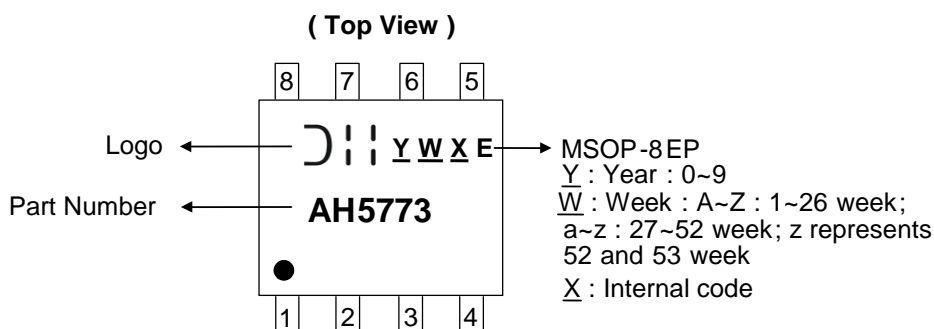 ( Top View )
8 7 6 5
Logo
Y W X E
MSOP-8EP
Y : Year : 0~9
Part Number
AH5773
W : Week : A~Z : 1~26 week;
a~z : 27~52 week; z represents
52 and 53 week
X : Internal code
1 2 3 4